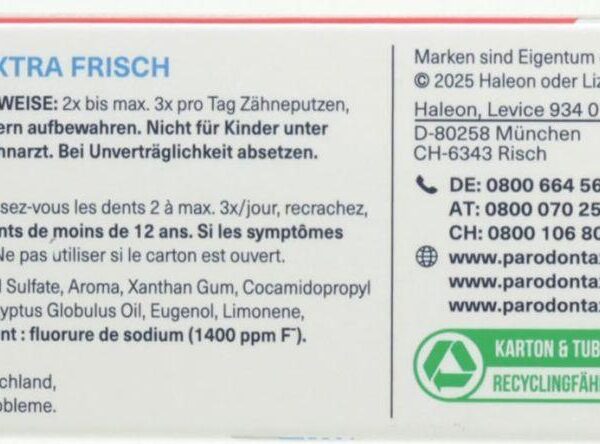 XTRA FRISCH
WEISE: 2x bis max. 3x pro Tag Zähneputzen,
ern aufbewahren. Nicht für Kinder unter
hnarzt. Bei Unverträglichkeit absetzen.
sez-vous les dents 2 à max. 3x/jour, recrachez,
nts de moins de 12 ans. Si les symptômes
Ne pas utiliser si le carton est ouvert.
l Sulfate, Aroma, Xanthan Gum, Cocamidopropyl
yptus Globulus Oil, Eugenol, Limonene,
nt : fluorure de sodium (1400 ppm F⁻).
schland,
obleme.
Marken sind Eigentum
© 2025 Haleon oder Liz
Haleon, Levice 934 0
D-80258 München
CH-6343 Risch
DE: 0800 664 56
AT: 0800 070 25
CH: 0800 106 80
www.parodonta
www.parodonta
www.parodonta
KARTON & TUB
RECYCLINGFÄH